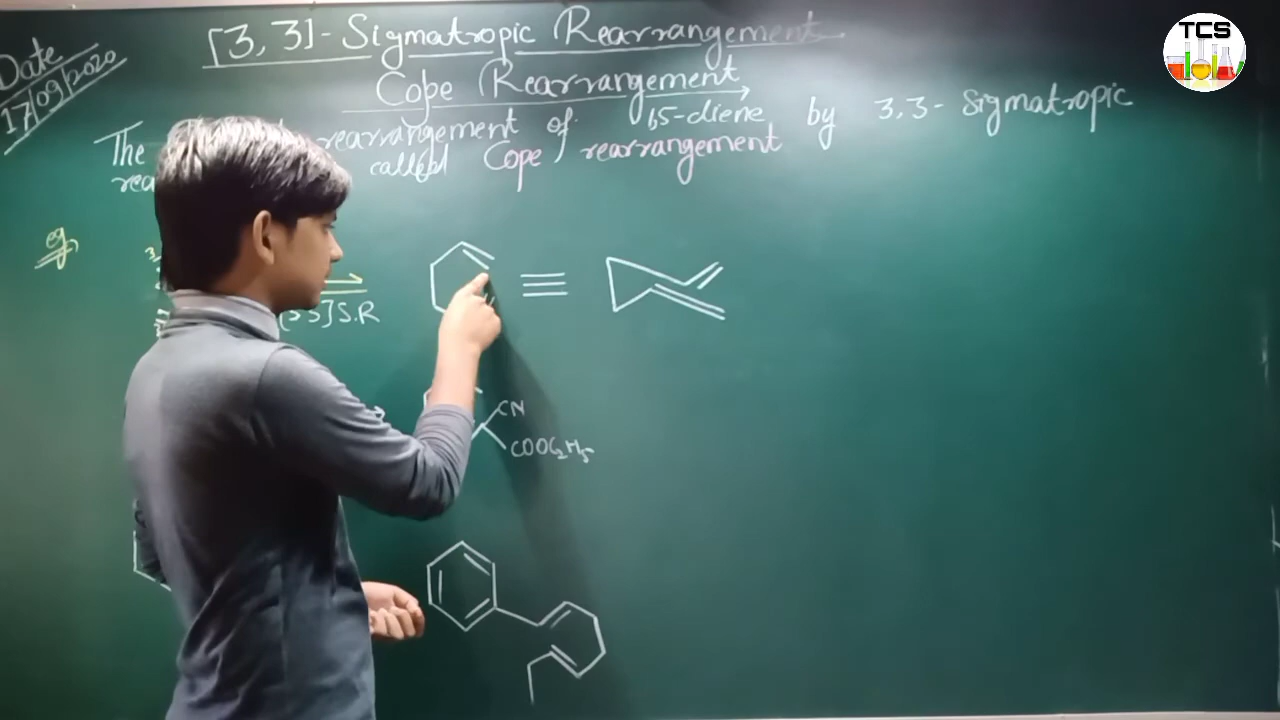 [3,3]-Sigmatropic Rearrangement
Cope Rearrangement
Date
17/09/2020
The rearrangement of 1,5-diene by 3,3-Sigmatropic
called Cope rearrangement
eg,
[3 3] S.R
CN
COOC2H5
TCS